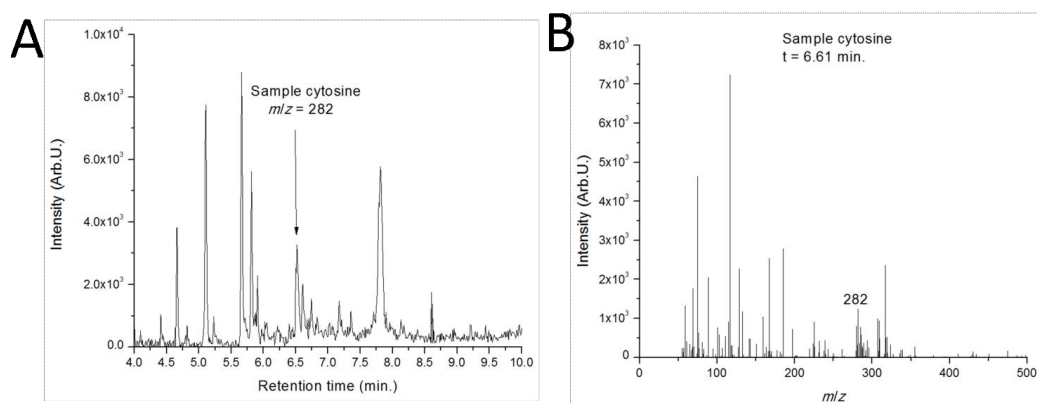 A
Intensity (Arb.U.)
1.0x10⁴
8.0x10³
6.0x10³
4.0x10³
2.0x10³
0.0
Sample cytosine
m/z = 282
4.0 4.5 5.0 5.5 6.0 6.5 7.0 7.5 8.0 8.5 9.0 9.5 10.0
Retention time (min.)
B
Intensity (Arb.U.)
8x10³
7x10³
6x10³
5x10³
4x10³
3x10³
2x10³
1x10³
0
Sample cytosine
t = 6.61 min.
282
0 100 200 300 400 500
m/z